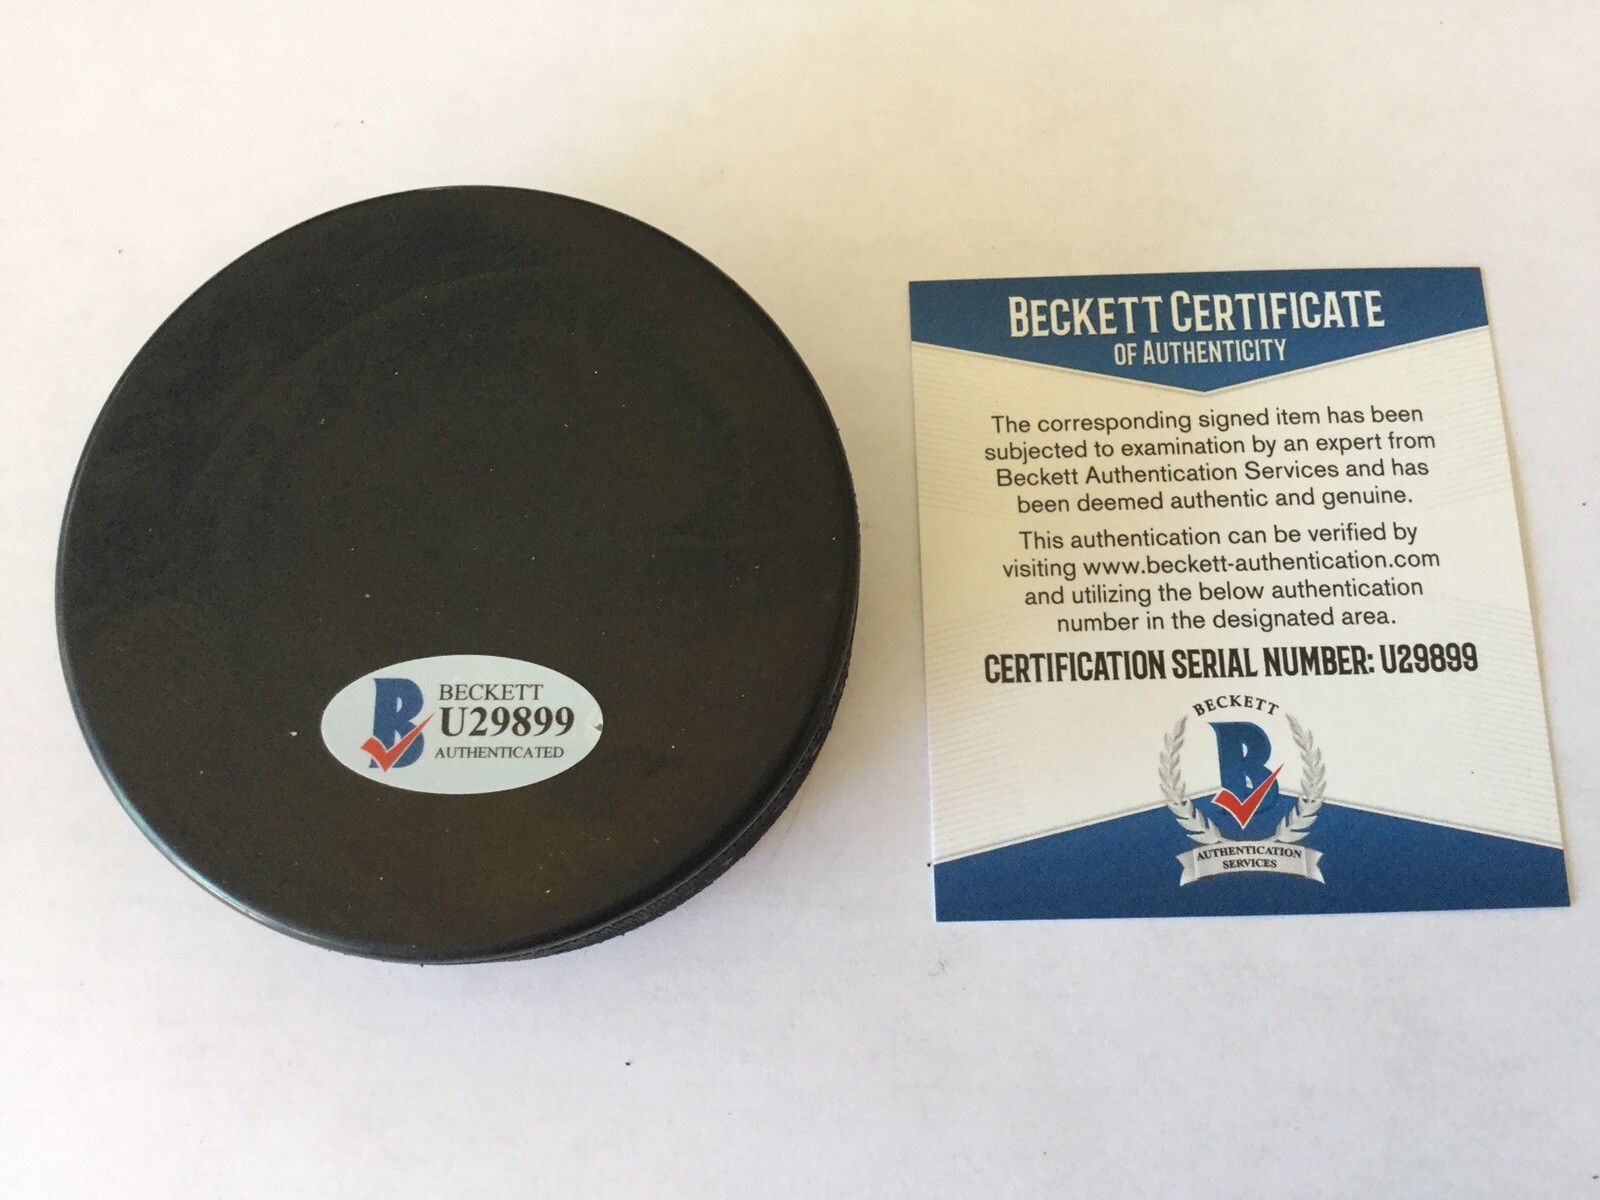 BECKETT
U29899
AUTHENTICATED
BECKETT CERTIFICATE
OF AUTHENTICITY
The corresponding signed item has been
subjected to examination by an expert from
Beckett Authentication Services and has
been deemed authentic and genuine.
This authentication can be verified by
visiting www.beckett-authentication.com
and utilizing the below authentication
number in the designated area.
CERTIFICATION SERIAL NUMBER: U29899
BECKETT
B
AUTHENTICATION
SERVICES